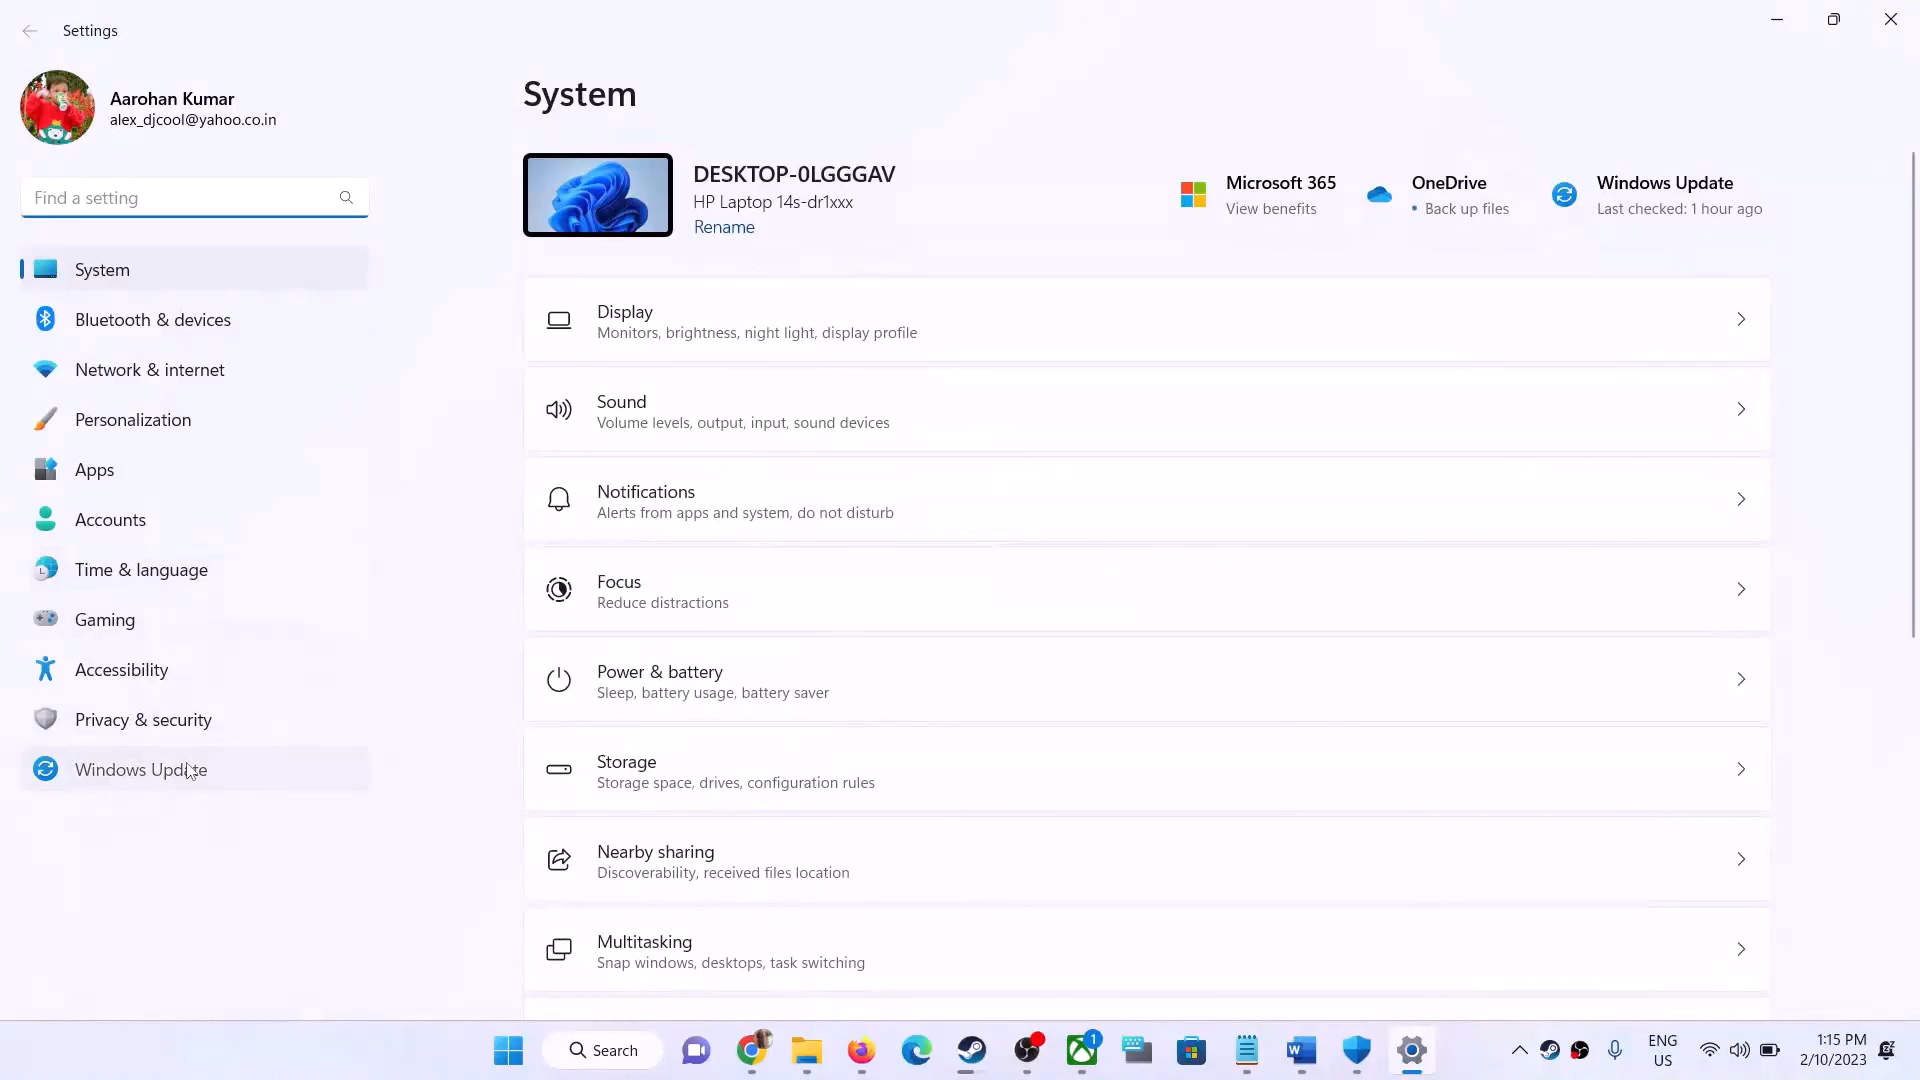 Settings
Aarohan Kumar
alex_djcool@yahoo.co.in
Find a setting
System
Bluetooth & devices
Network & internet
Personalization
Apps
Accounts
Time & language
Gaming
Accessibility
Privacy & security
Windows Update
System
DESKTOP-0LGGGAV
HP Laptop 14s-dr1xxx
Rename
Microsoft 365
View benefits
OneDrive
• Back up files
Windows Update
Last checked: 1 hour ago
Display
Monitors, brightness, night light, display profile
Sound
Volume levels, output, input, sound devices
Notifications
Alerts from apps and system, do not disturb
Focus
Reduce distractions
Power & battery
Sleep, battery usage, battery saver
Storage
Storage space, drives, configuration rules
Nearby sharing
Discoverability, received files location
Multitasking
Snap windows, desktops, task switching
Search
1
W
ENG
US
1:15 PM
2/10/2023